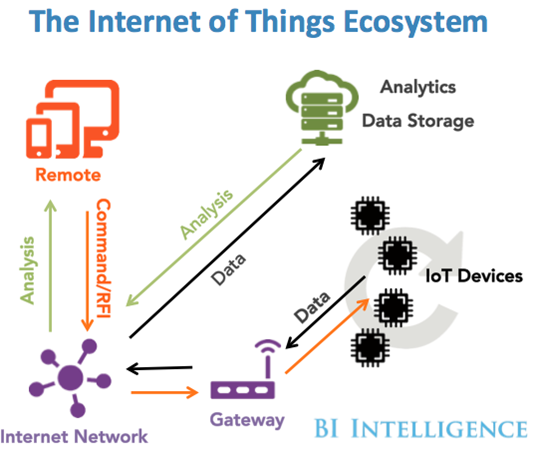 The Internet of Things Ecosystem
Analytics
Data Storage
Remote
Analysis
Command/RFI
Analysis
Data
IoT Devices
Data
Gateway
Internet Network
BI INTELLIGENCE